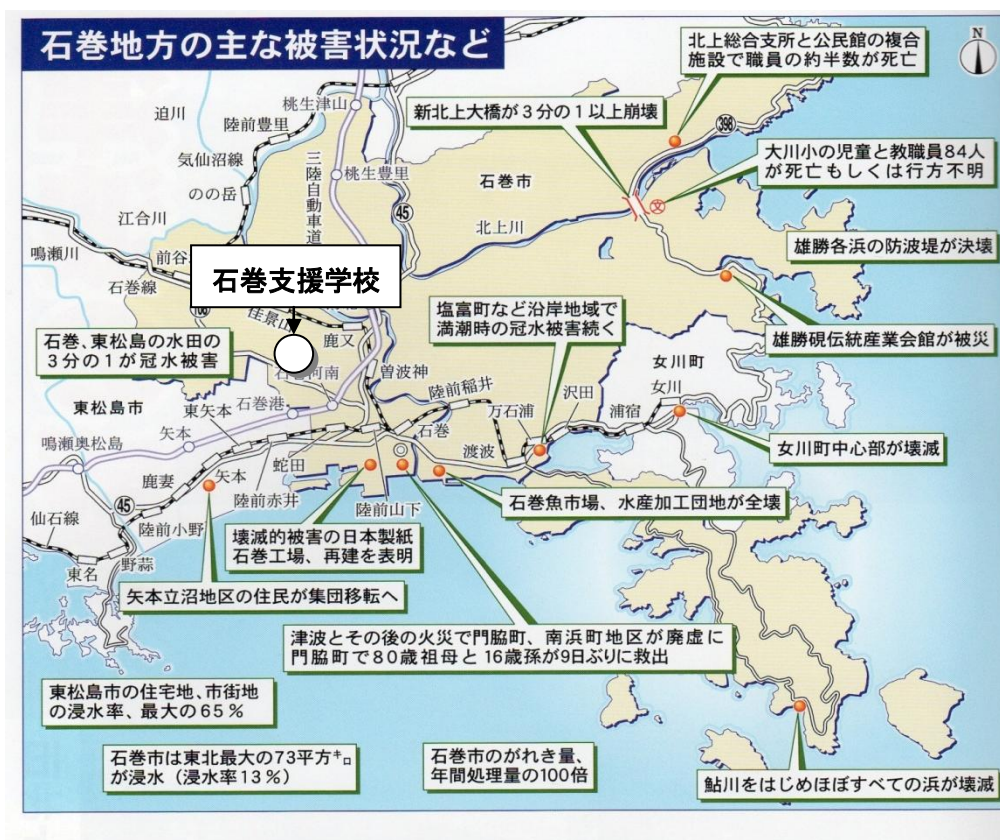 石巻地方の主な被害状況など
N
北上総合支所と公民館の複合
施設で職員の約半数が死亡
新北上大橋が3分の1以上崩壊
398
大川小の児童と教職員84人
が死亡もしくは行方不明
雄勝各浜の防波堤が決壊
雄勝硯伝統産業会館が被災
桃生津山
迫川
陸前豊里
気仙沼線
のの岳
三陸自動車道
桃生豊里
石巻市
45
北上川
江合川
鳴瀬川
前谷
石巻線
石巻支援学校
佳景山
鹿又
塩富町など沿岸地域で
満潮時の冠水被害続く
石巻、東松島の水田の
3分の1が冠水被害
曽波神
女川町
女川
東松島市
東矢本
石巻港
河南
陸前稲井
万石浦
沢田
浦宿
矢本
鳴瀬奥松島
石巻
渡波
女川町中心部が壊滅
鹿妻
矢本
蛇田
陸前赤井
陸前山下
石巻魚市場、水産加工団地が全壊
45
仙石線
陸前小野
壊滅的被害の日本製紙
石巻工場、再建を表明
東名
野蒜
矢本立沼地区の住民が集団移転へ
津波とその後の火災で門脇町、南浜町地区が廃虚に
門脇町で80歳祖母と16歳孫が9日ぶりに救出
東松島市の住宅地、市街地
の浸水率、最大の65%
石巻市は東北最大の73平方キロ
が浸水(浸水率13%)
石巻市のがれき量、
年間処理量の100倍
鮎川をはじめほぼすべての浜が壊滅